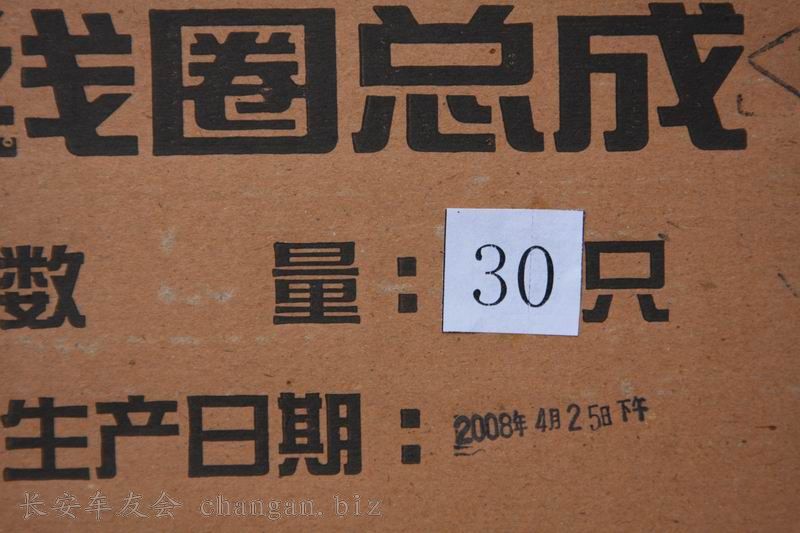 线圈总成
数 量：30只
生产日期：2008年4月25日下午
长安车友会 changan.biz